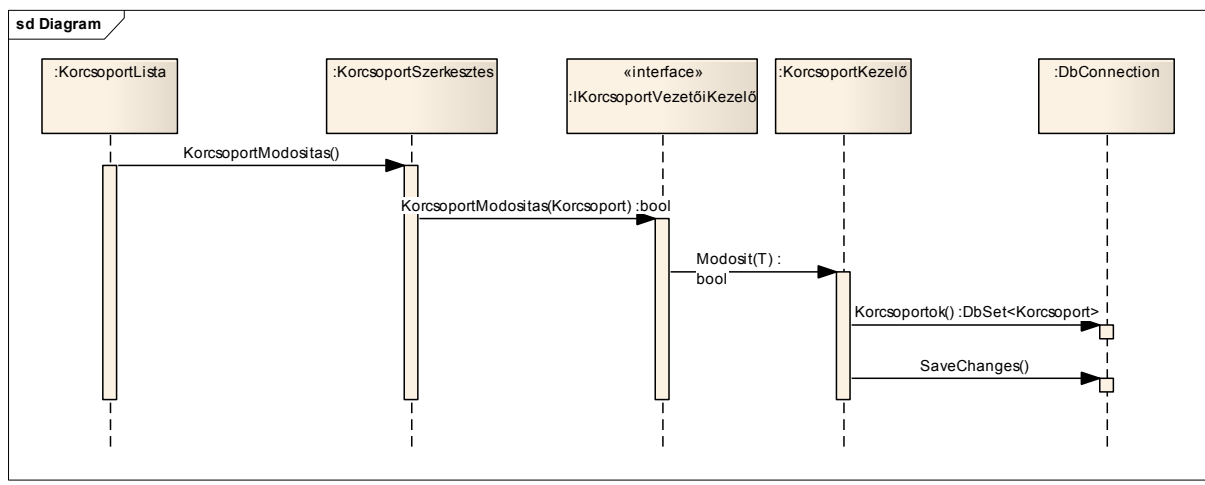 sd Diagram
:KorcsoportLista
:KorcsoportSzerkesztes
«interface»
:IKorcsoportVezetőiKezelő
:KorcsoportKezelő
:DbConnection
KorcsoportModositas()
KorcsoportModositas(Korcsoport) :bool
Modosit(T) :
bool
Korcsoportok() :DbSet<Korcsoport>
SaveChanges()